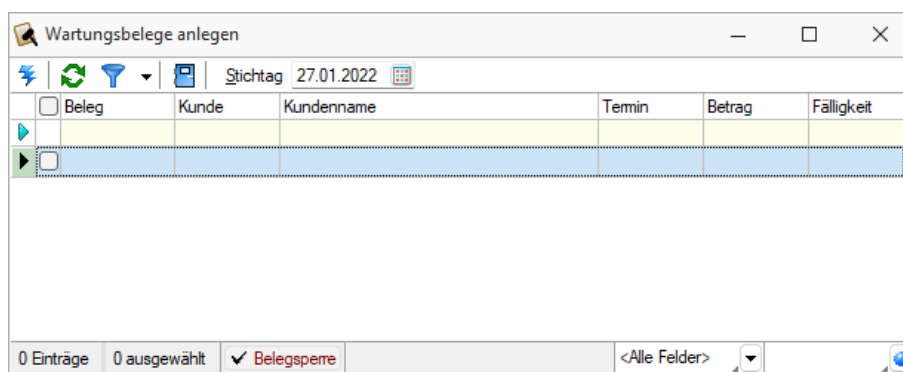 Wartungsbelege anlegen
Stichtag 27.01.2022
Beleg Kunde Kundenname Termin Betrag Fälligkeit
0 Einträge 0 ausgewählt Belegsperre <Alle Felder>